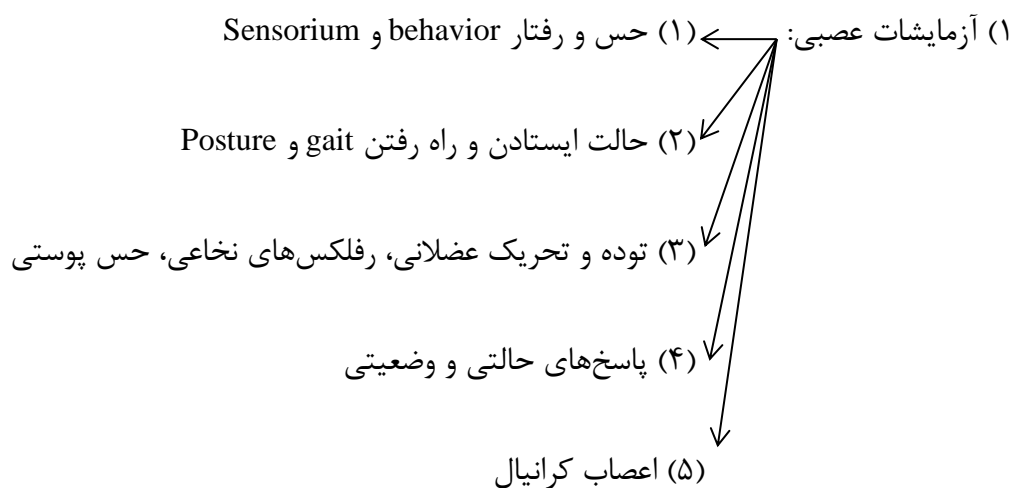 ۱) آزمایشات عصبی: (۱) حس و رفتار behavior و Sensorium
(۲) حالت ایستادن و راه رفتن gait و Posture
(۳) توده و تحریک عضلانی، رفلکس‌های نخاعی، حس پوستی
(۴) پاسخ‌های حالتی و وضعیتی
(۵) اعصاب کرانیال